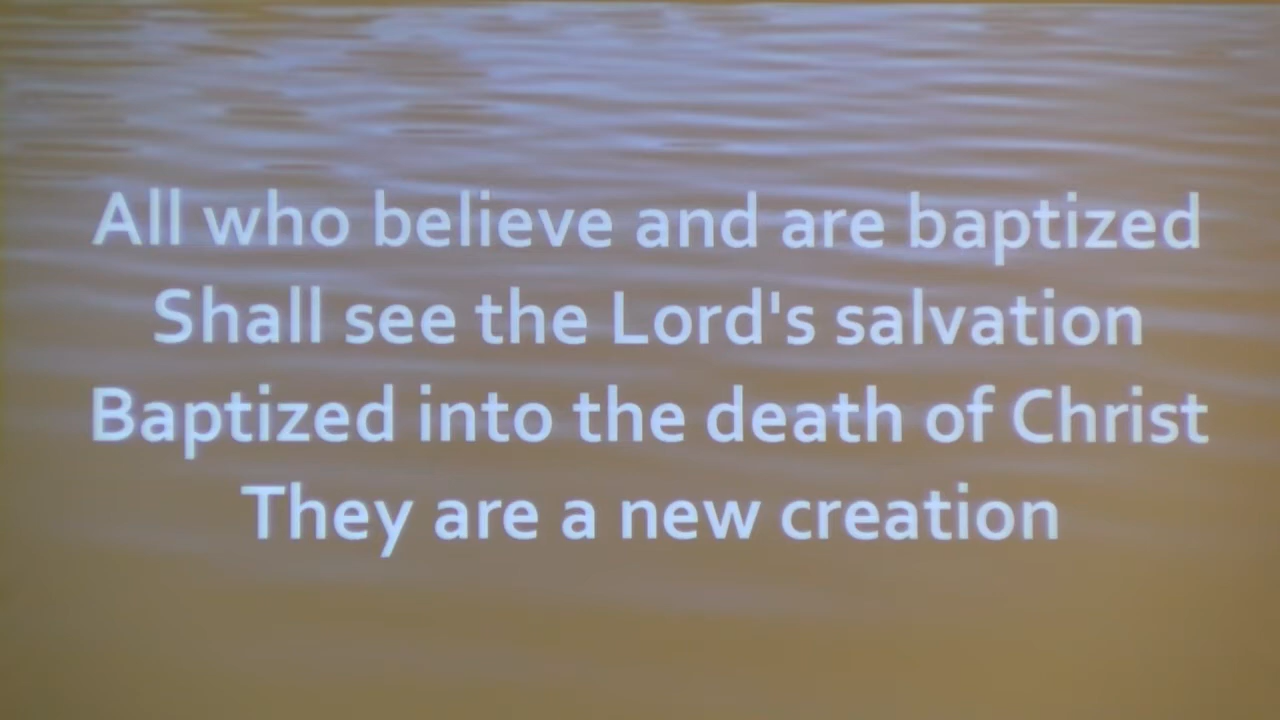 All who believe and are baptized
Shall see the Lord's salvation
Baptized into the death of Christ
They are a new creation